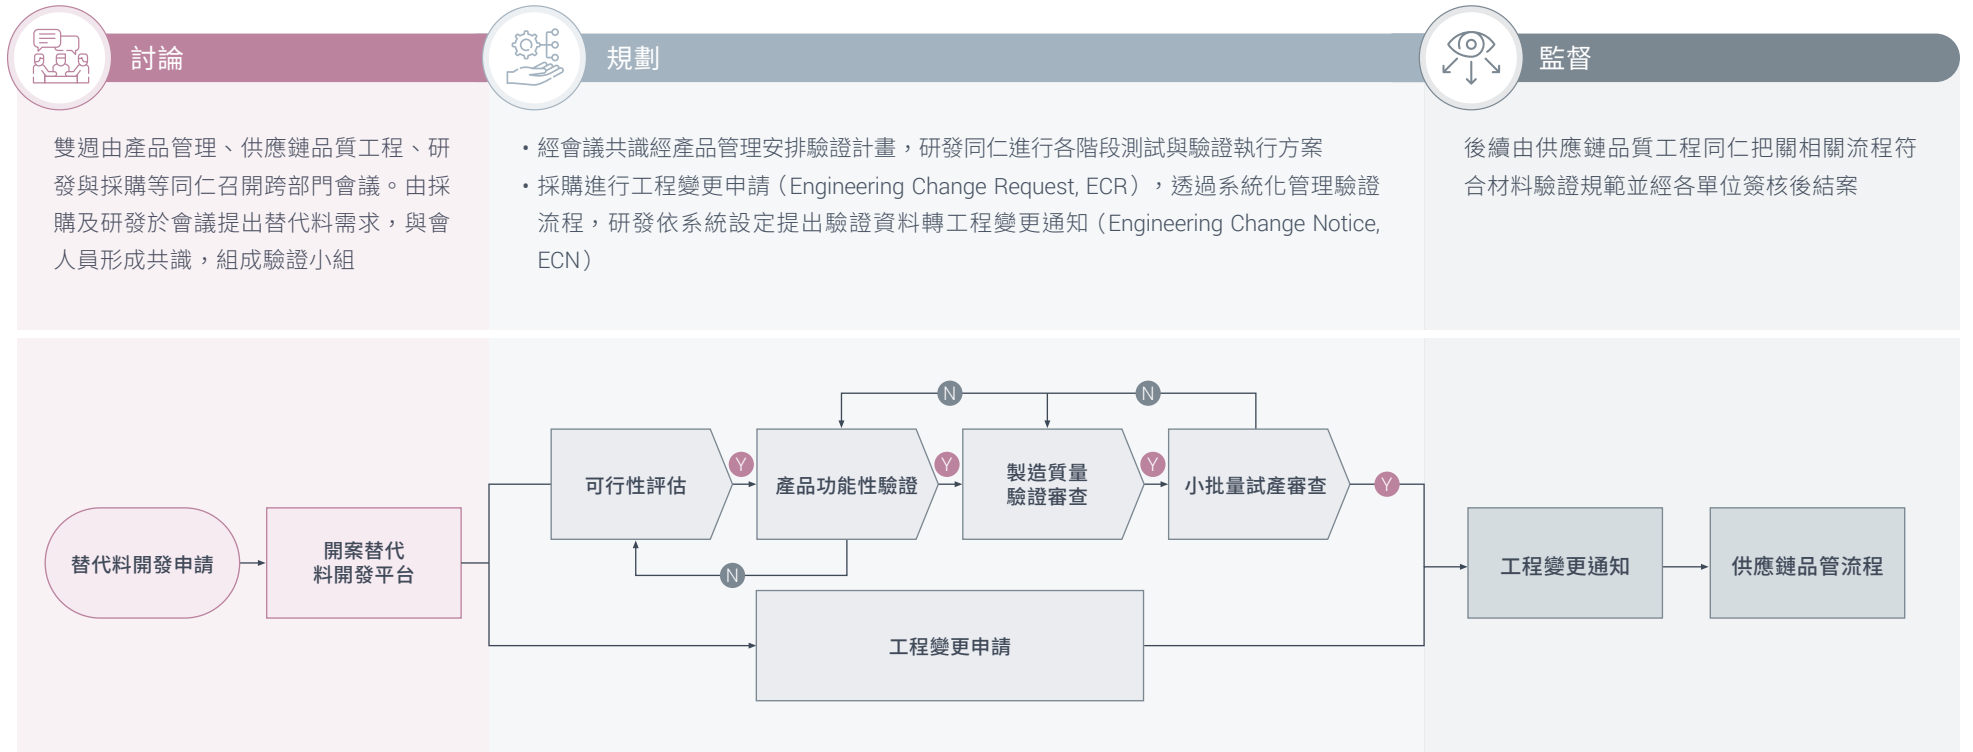 討論
規劃
監督
雙週由產品管理、供應鏈品質工程、研
發與採購等同仁召開跨部門會議。由採
購及研發於會議提出替代料需求,與會
人員形成共識,組成驗證小組
• 經會議共識經產品管理安排驗證計畫,研發同仁進行各階段測試與驗證執行方案
• 採購進行工程變更申請(Engineering Change Request, ECR),透過系統化管理驗證
流程,研發依系統設定提出驗證資料轉工程變更通知(Engineering Change Notice,
ECN)
後續由供應鏈品質工程同仁把關相關流程符
合材料驗證規範並經各單位簽核後結案
替代料開發申請
開案替代
料開發平台
可行性評估
Y
產品功能性驗證
Y
製造質量
驗證審查
Y
小批量試產審查
Y
N
N
N
工程變更申請
工程變更通知
供應鏈品管流程